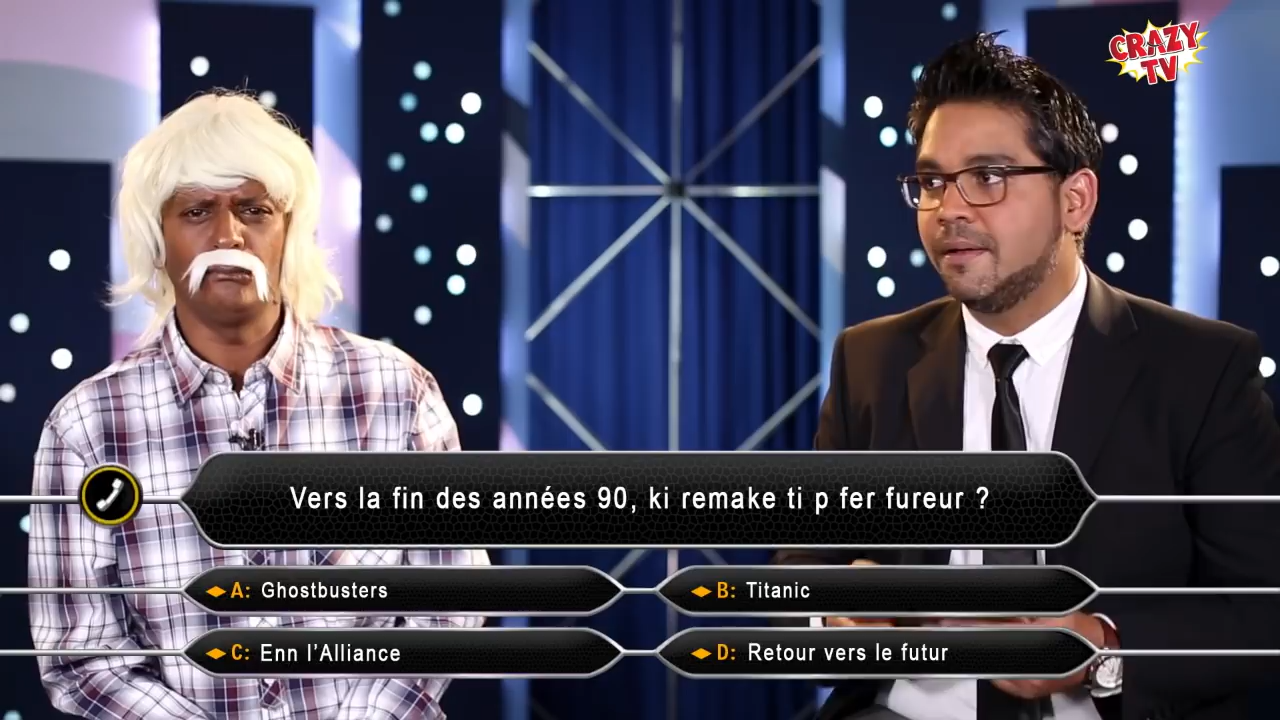 CRAZY
TV
Vers la fin des années 90, ki remake ti p fer fureur ?
A: Ghostbusters
B: Titanic
C: Enn l'Alliance
D: Retour vers le futur